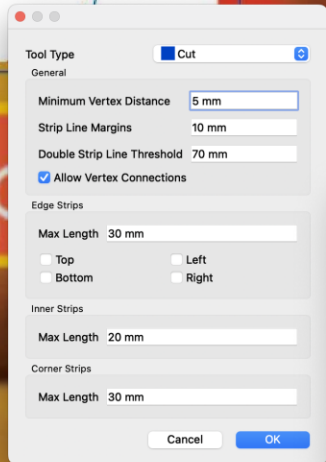 Tool Type Cut
General
Minimum Vertex Distance 5 mm
Strip Line Margins 10 mm
Double Strip Line Threshold 70 mm
Allow Vertex Connections
Edge Strips
Max Length 30 mm
Top Left
Bottom Right
Inner Strips
Max Length 20 mm
Corner Strips
Max Length 30 mm
Cancel OK